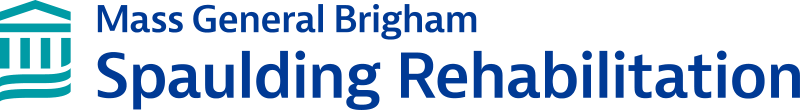 Mass General Brigham
Spaulding Rehabilitation